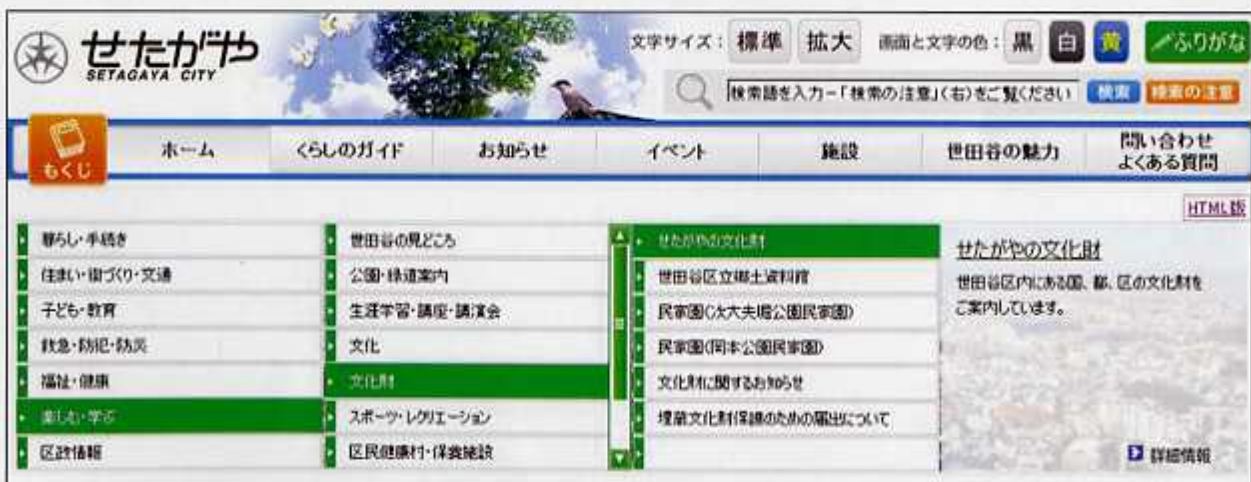 せたがや
SETAGAYA CITY
文字サイズ： 標準 拡大 画面と文字の色： 黒 白 黄 ふりがな
検索語を入力－「検索の注意」(右)をご覧ください 検索 検索の注意
もくじ
ホーム くらしのガイド お知らせ イベント 施設 世田谷の魅力 問い合わせ
よくある質問
HTML版
暮らし・手続き
住まい・街づくり・交通
子ども・教育
救急・防犯・防災
福祉・健康
楽しむ・学ぶ
区政情報
世田谷の見どころ
公園・緑道案内
生涯学習・講座・講演会
文化
文化財
スポーツ・レクリエーション
区民健康村・保養施設
せたがやの文化財
世田谷区立郷土資料館
民家園(次大夫堀公園民家園)
民家園(岡本公園民家園)
文化財に関するお知らせ
埋蔵文化財保護のための届出について
せたがやの文化財
世田谷区内にある国、都、区の文化財を
ご案内しています。
詳細情報